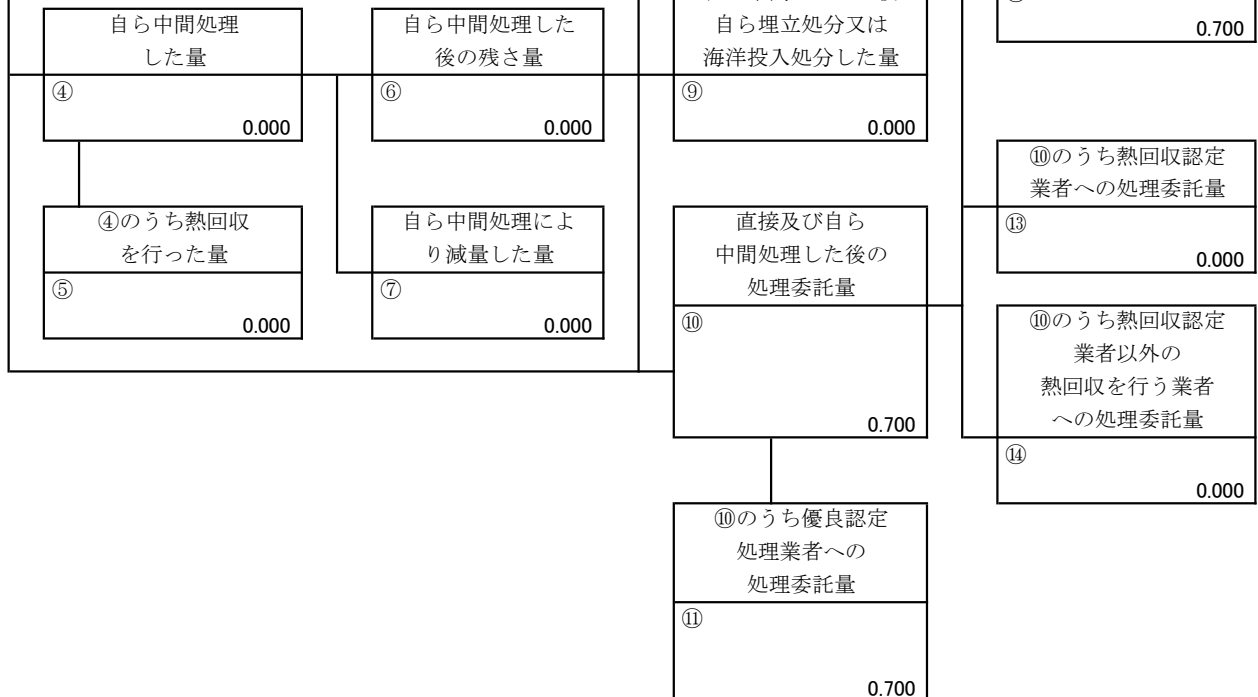 自ら中間処理
した量
④
0.000
自ら中間処理した
後の残さ量
⑥
0.000
自ら埋立処分又は
海洋投入処分した量
⑨
0.000
0.700
⑩のうち熱回収認定
業者への処理委託量
⑬
0.000
④のうち熱回収
を行った量
⑤
0.000
自ら中間処理によ
り減量した量
⑦
0.000
直接及び自ら
中間処理した後の
処理委託量
⑩
0.700
⑩のうち熱回収認定
業者以外の
熱回収を行う業者
への処理委託量
⑭
0.000
⑩のうち優良認定
処理業者への
処理委託量
⑪
0.700